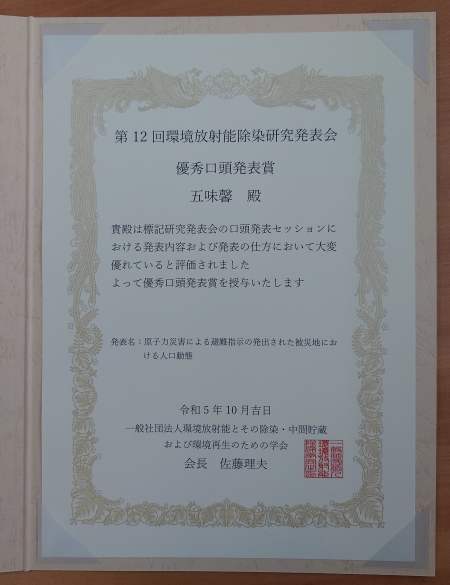 第12回環境放射能除染研究発表会
優秀口頭発表賞
五味馨　殿
貴殿は標記研究発表会の口頭発表セッションに
おける発表内容および発表の仕方において大変
優れていると評価されました
よって優秀口頭発表賞を授与いたします
発表名：原子力災害による避難指示の発出された被災地にお
ける人口動態
令和5年10月吉日
一般社団法人環境放射能とその除染・中間貯蔵
および環境再生のための学会
会長　佐藤理夫